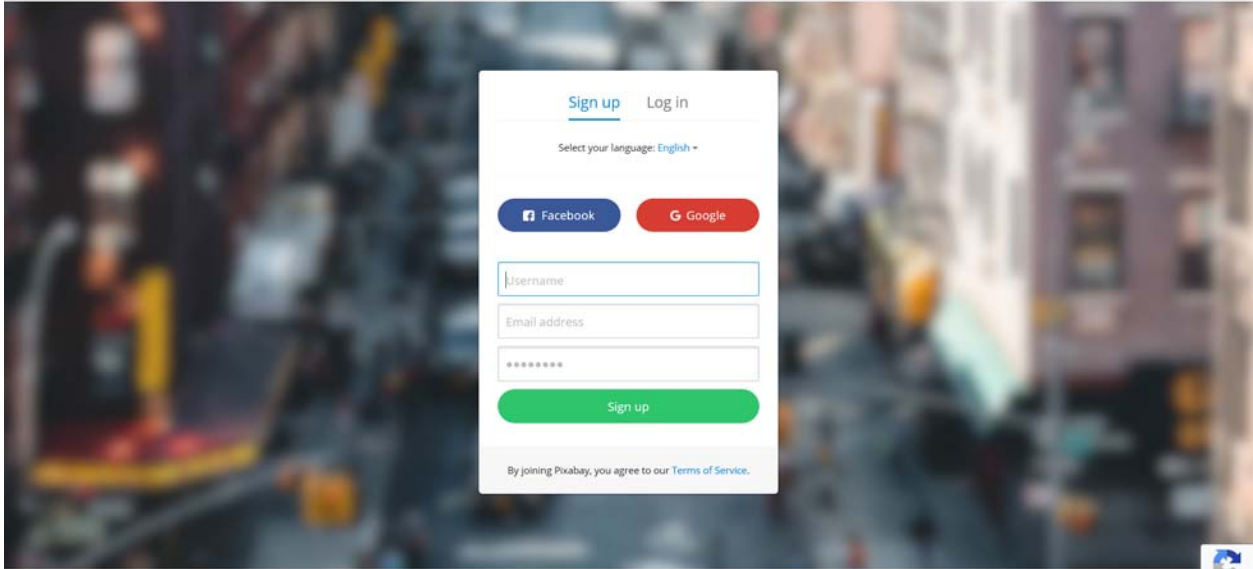 Sign up Log in
Select your language: English
Facebook Google
Username
Email address
Sign up
By joining Pixabay, you agree to our Terms of Service.